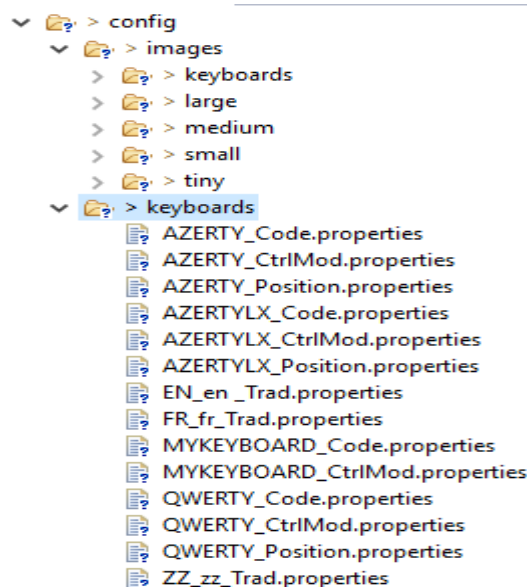 > config
> images
> keyboards
> large
> medium
> small
> tiny
> keyboards
AZERTY_Code.properties
AZERTY_CtrlMod.properties
AZERTY_Position.properties
AZERTYLX_Code.properties
AZERTYLX_CtrlMod.properties
AZERTYLX_Position.properties
EN_en _Trad.properties
FR_fr_Trad.properties
MYKEYBOARD_Code.properties
MYKEYBOARD_CtrlMod.properties
QWERTY_Code.properties
QWERTY_CtrlMod.properties
QWERTY_Position.properties
ZZ_zz_Trad.properties